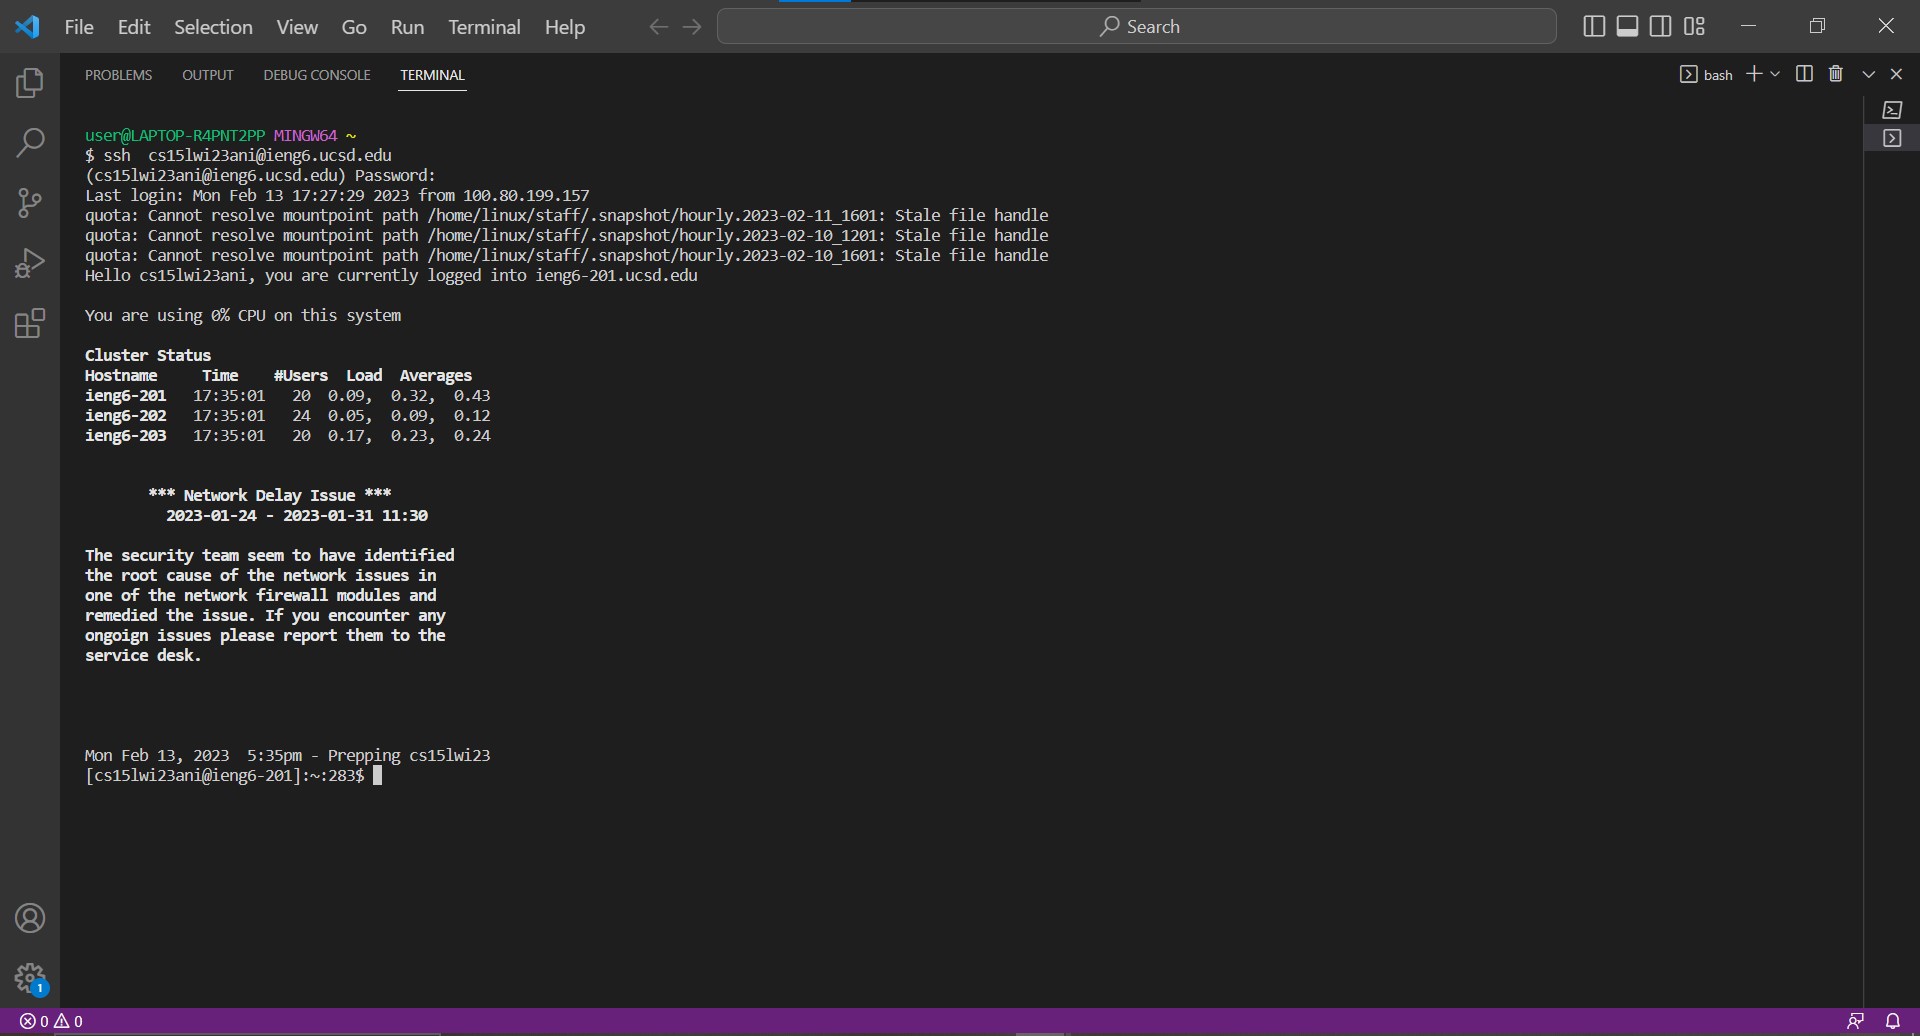 File Edit Selection View Go Run Terminal Help
Search
PROBLEMS OUTPUT DEBUG CONSOLE TERMINAL
bash
user@LAPTOP-R4PNT2PP MINGW64 ~
$ ssh  cs15lwi23ani@ieng6.ucsd.edu
(cs15lwi23ani@ieng6.ucsd.edu) Password:
Last login: Mon Feb 13 17:27:29 2023 from 100.80.199.157
quota: Cannot resolve mountpoint path /home/linux/staff/.snapshot/hourly.2023-02-11_1601: Stale file handle
quota: Cannot resolve mountpoint path /home/linux/staff/.snapshot/hourly.2023-02-10_1201: Stale file handle
quota: Cannot resolve mountpoint path /home/linux/staff/.snapshot/hourly.2023-02-10_1601: Stale file handle
Hello cs15lwi23ani, you are currently logged into ieng6-201.ucsd.edu
You are using 0% CPU on this system
Cluster Status
Hostname     Time    #Users  Load  Averages
ieng6-201   17:35:01   20  0.09,  0.32,  0.43
ieng6-202   17:35:01   24  0.05,  0.09,  0.12
ieng6-203   17:35:01   20  0.17,  0.23,  0.24
*** Network Delay Issue ***
2023-01-24 - 2023-01-31 11:30
The security team seem to have identified
the root cause of the network issues in
one of the network firewall modules and
remedied the issue. If you encounter any
ongoign issues please report them to the
service desk.
Mon Feb 13, 2023  5:35pm - Prepping cs15lwi23
[cs15lwi23ani@ieng6-201]:~:283$
1
0 0